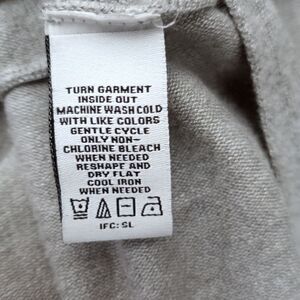 TURN GARMENT
INSIDE OUT
MACHINE WASH COLD
WITH LIKE COLORS
GENTLE CYCLE
ONLY NON-
CHLORINE BLEACH
WHEN NEEDED
RESHAPE AND
DRY FLAT
COOL IRON
WHEN NEEDED
IFC: SL